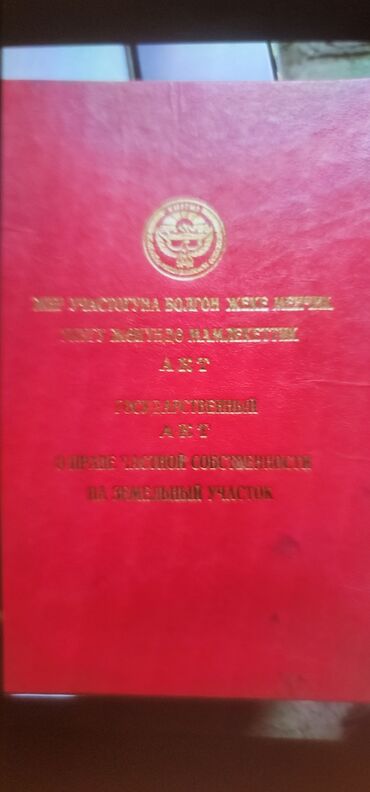 ЖЕР УЧАСТОГУНА БОЛГОН ЖЕКЕ МЕНЧИК
УКУГУ ЖӨНҮНДӨ МАМЛЕКЕТТИК
АКТ
ГОСУДАРСТВЕННЫЙ
АКТ
О ПРАВЕ ЧАСТНОЙ СОБСТВЕННОСТИ
НА ЗЕМЕЛЬНЫЙ УЧАСТОК